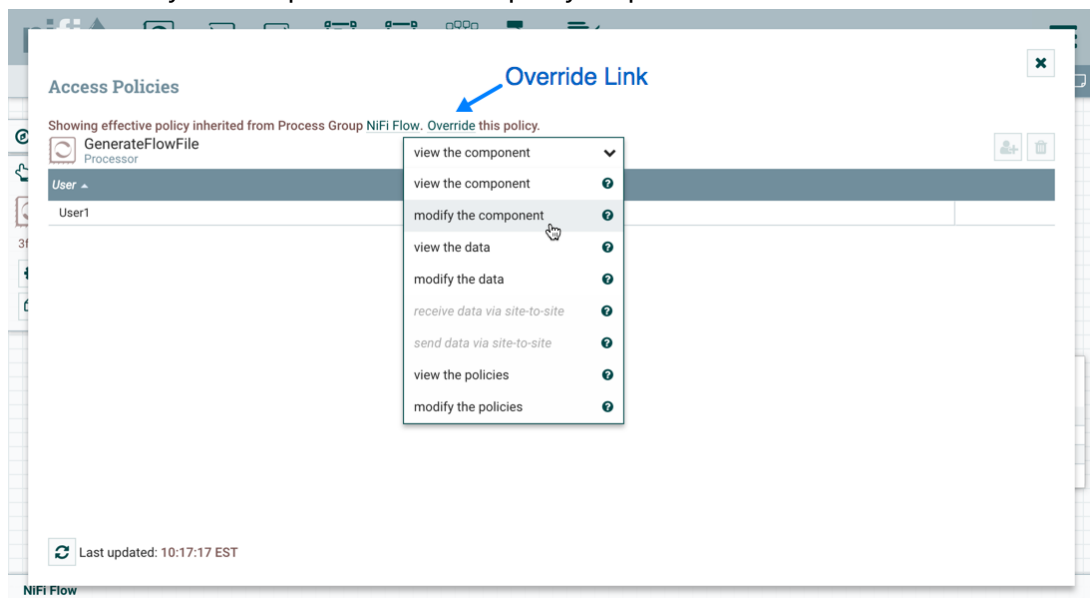 Override Link
Access Policies
Showing effective policy inherited from Process Group NiFi Flow. Override this policy.
GenerateFlowFile
Processor
view the component
User
view the component
User1
modify the component
view the data
modify the data
receive data via site-to-site
send data via site-to-site
view the policies
modify the policies
Last updated: 10:17:17 EST
NiFi Flow